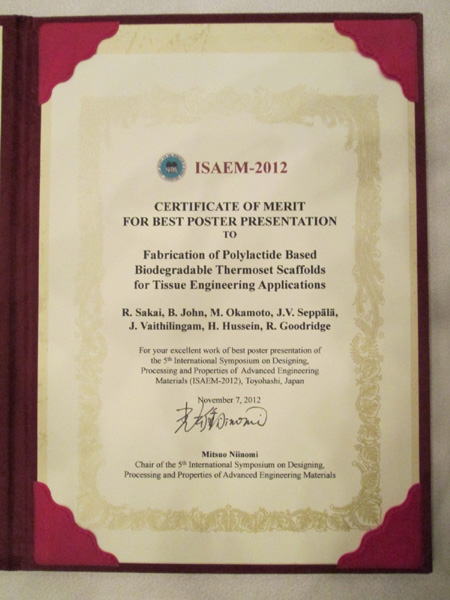 ISAEM-2012
CERTIFICATE OF MERIT
FOR BEST POSTER PRESENTATION
TO
Fabrication of Polylactide Based
Biodegradable Thermoset Scaffolds
for Tissue Engineering Applications
R. Sakai, B. John, M. Okamoto, J.V. Seppälä,
J. Vaithilingam, H. Hussein, R. Goodridge
For your excellent work of best poster presentation of
the 5th International Symposium on Designing,
Processing and Properties of Advanced Engineering
Materials (ISAEM-2012), Toyohashi, Japan
November 7, 2012
Mitsuo Niinomi
Chair of the 5th International Symposium on Designing,
Processing and Properties of Advanced Engineering Materials